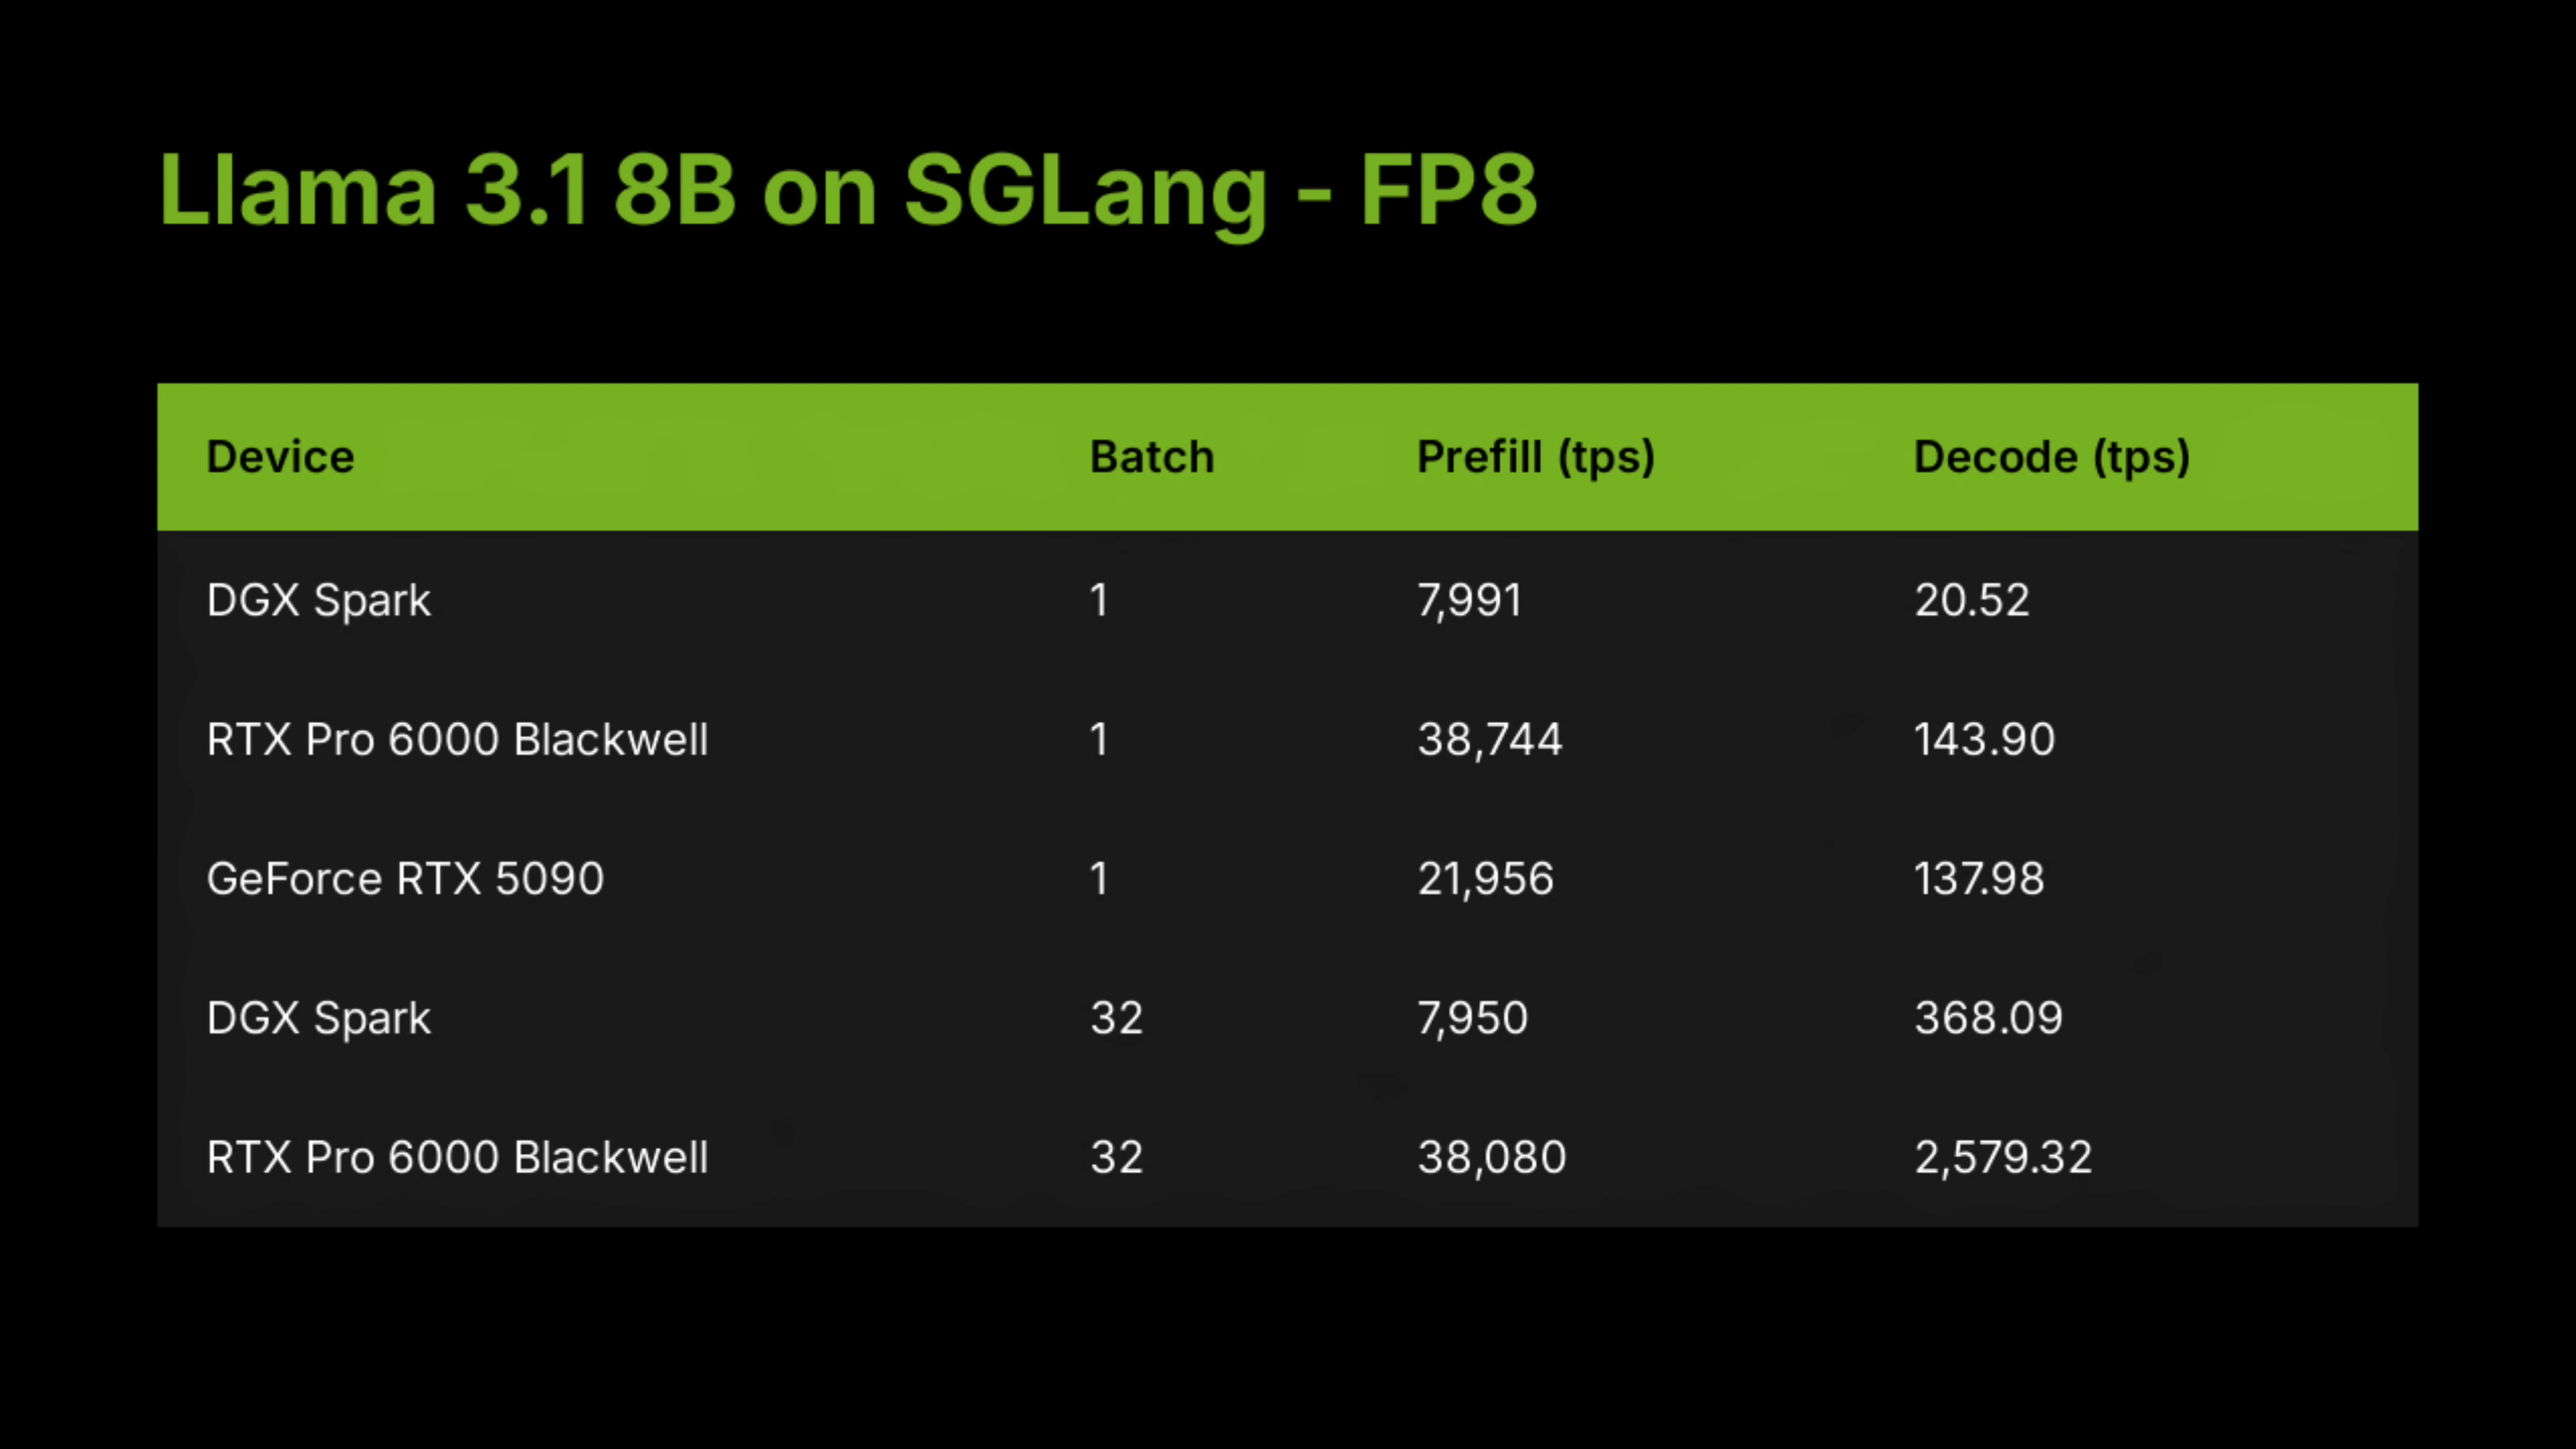 Llama 3.1 8B on SGLang - FP8
Device Batch Prefill (tps) Decode (tps)
DGX Spark 1 7,991 20.52
RTX Pro 6000 Blackwell 1 38,744 143.90
GeForce RTX 5090 1 21,956 137.98
DGX Spark 32 7,950 368.09
RTX Pro 6000 Blackwell 32 38,080 2,579.32